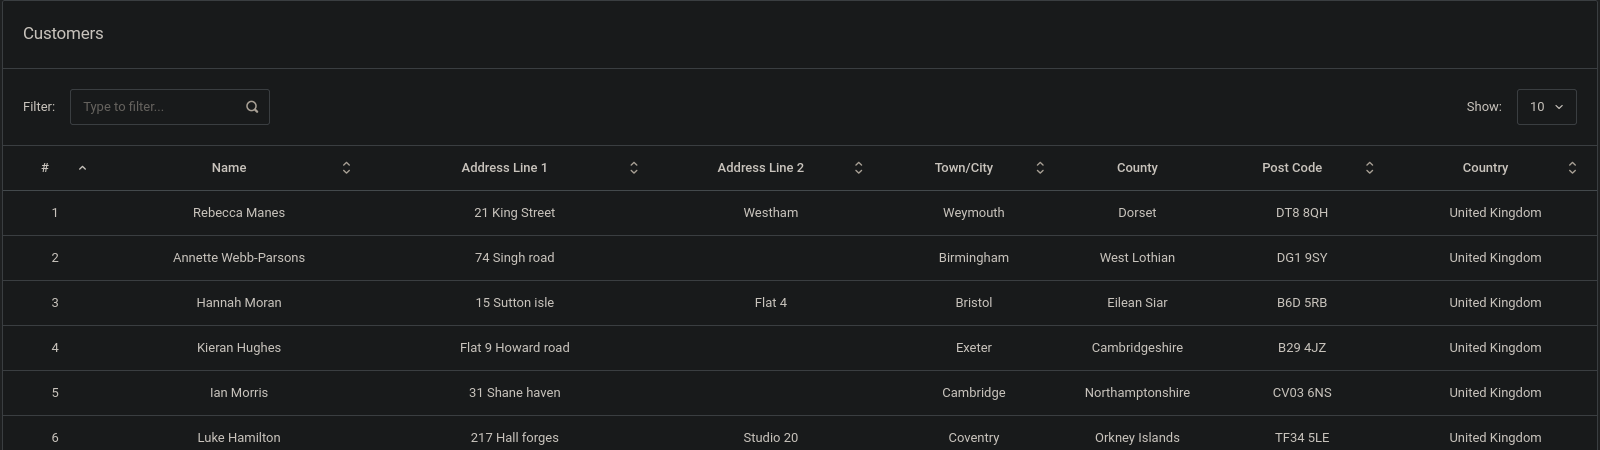 Customers
Filter: Type to filter... Show: 10
# Name Address Line 1 Address Line 2 Town/City County Post Code Country
1 Rebecca Manes 21 King Street Westham Weymouth Dorset DT8 8QH United Kingdom
2 Annette Webb-Parsons 74 Singh road Birmingham West Lothian DG1 9SY United Kingdom
3 Hannah Moran 15 Sutton isle Flat 4 Bristol Eilean Siar B6D 5RB United Kingdom
4 Kieran Hughes Flat 9 Howard road Exeter Cambridgeshire B29 4JZ United Kingdom
5 Ian Morris 31 Shane haven Cambridge Northamptonshire CV03 6NS United Kingdom
6 Luke Hamilton 217 Hall forges Studio 20 Coventry Orkney Islands TF34 5LE United Kingdom